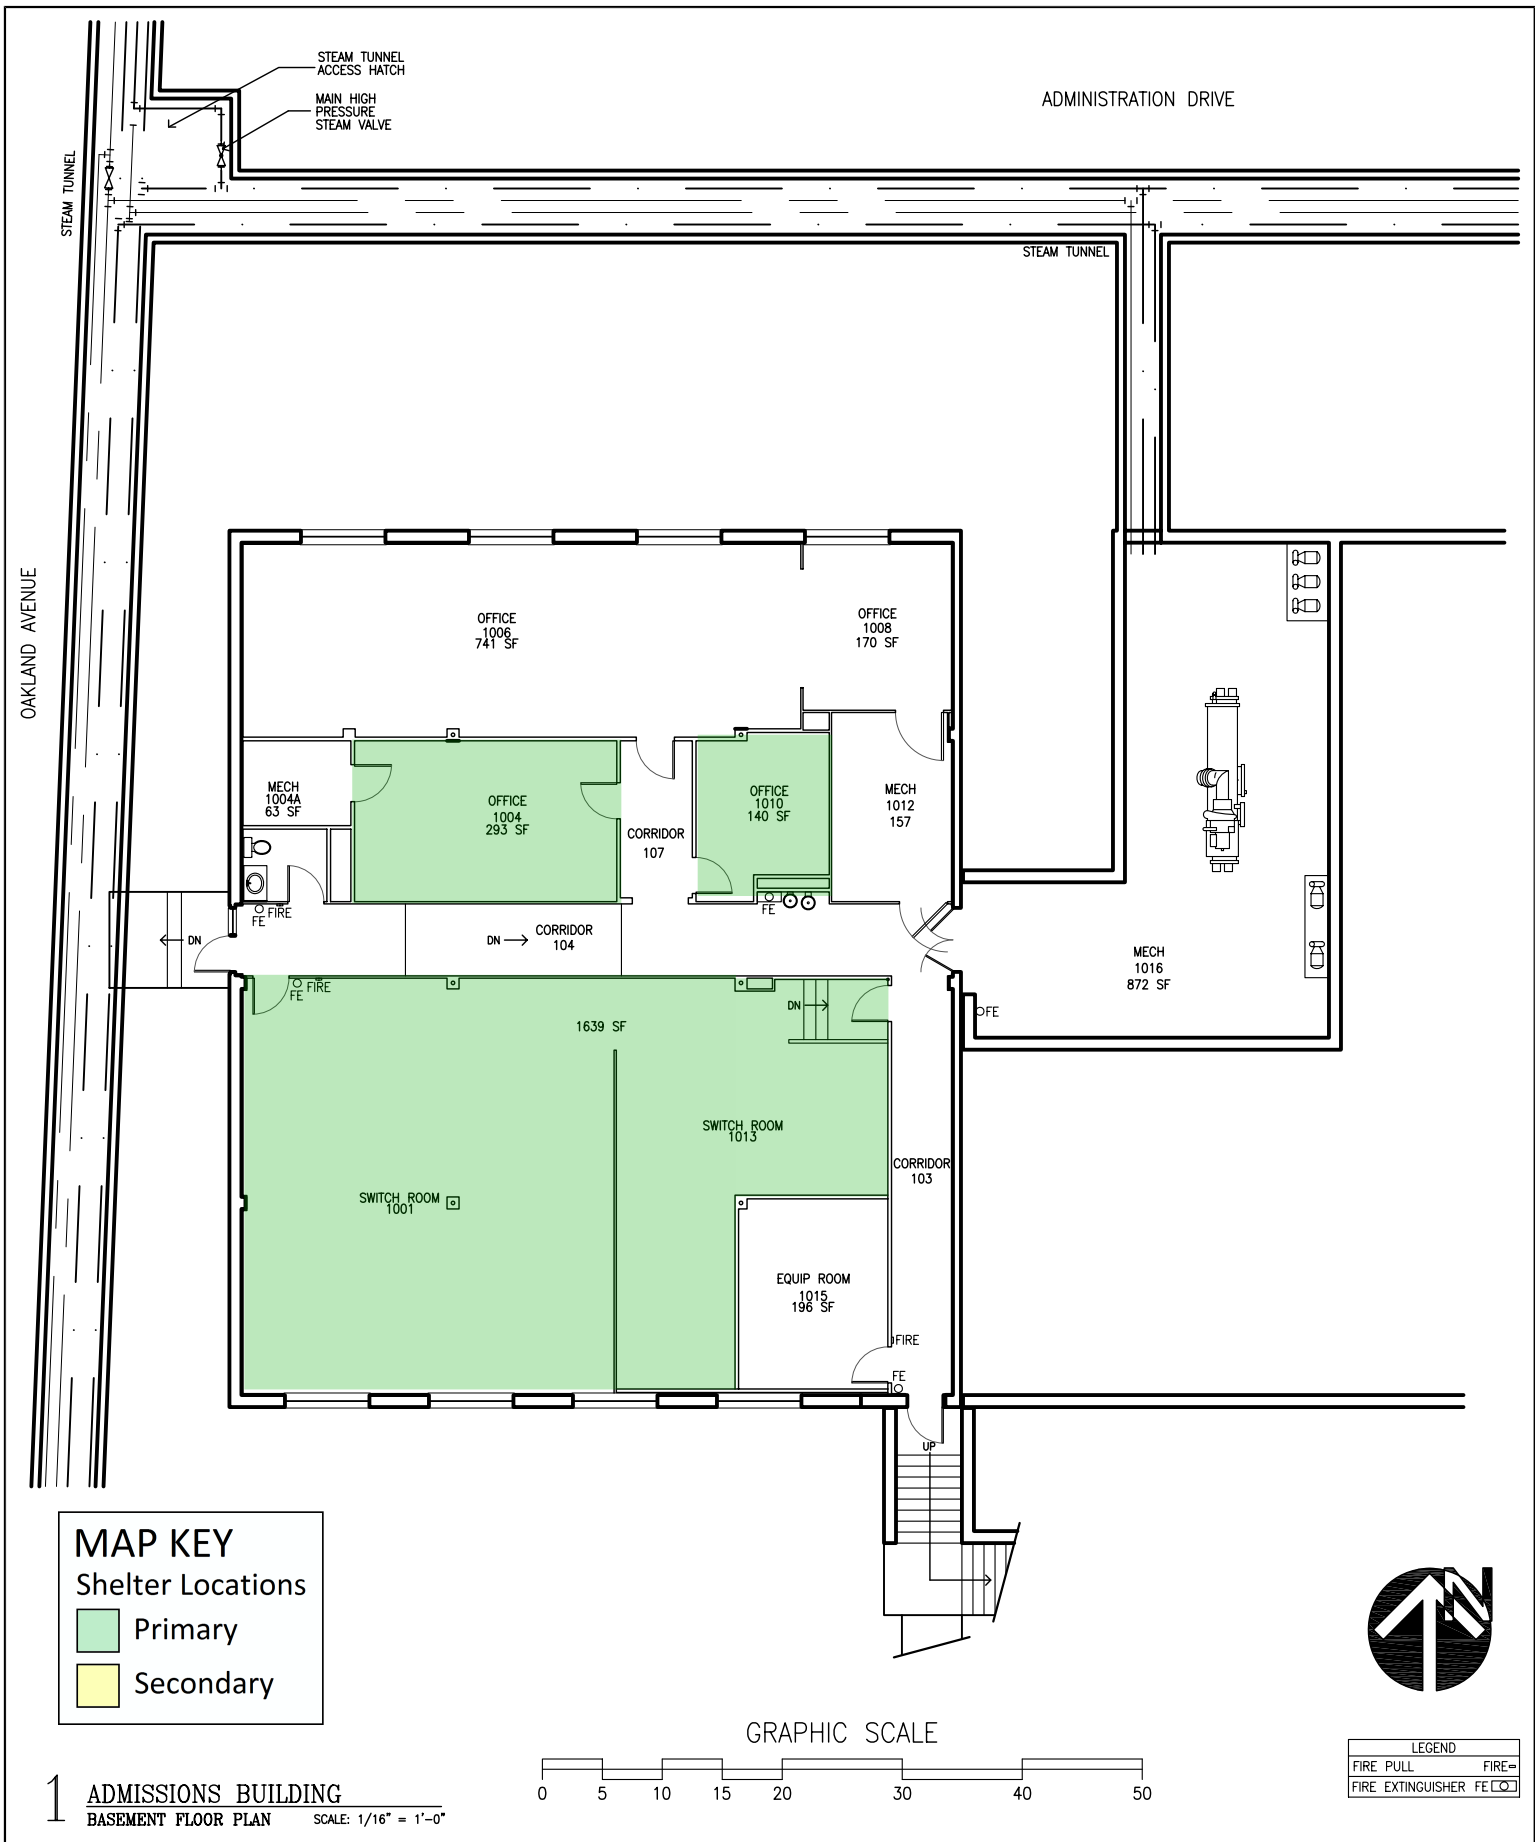 STEAM TUNNEL
ACCESS HATCH
MAIN HIGH
PRESSURE
STEAM VALVE
ADMINISTRATION DRIVE
STEAM TUNNEL
STEAM TUNNEL
OAKLAND AVENUE
OFFICE
1006
741 SF
OFFICE
1008
170 SF
MECH
1004A
63 SF
OFFICE
1004
293 SF
CORRIDOR
107
OFFICE
1010
140 SF
MECH
1012
157
FE
FIRE
FE
DN
DN
CORRIDOR
104
MECH
1016
872 SF
FE
FE
FIRE
DN
1639 SF
SWITCH ROOM
1013
CORRIDOR
103
SWITCH ROOM
1001
EQUIP ROOM
1015
196 SF
FIRE
FE
UP
MAP KEY
Shelter Locations
Primary
Secondary
N
GRAPHIC SCALE
0 5 10 15 20 30 40 50
LEGEND
FIRE PULL FIRE
FIRE EXTINGUISHER FE
1 ADMISSIONS BUILDING
BASEMENT FLOOR PLAN SCALE: 1/16" = 1'-0"